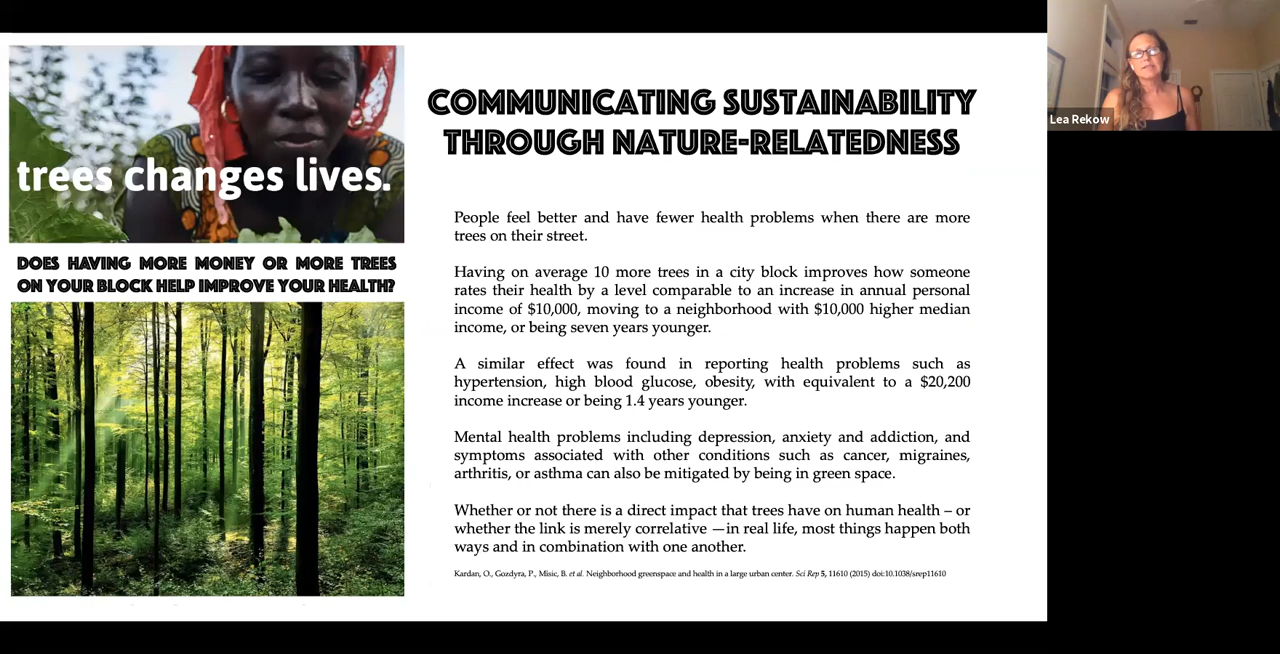 trees changes lives.
DOES HAVING MORE MONEY OR MORE TREES
ON YOUR BLOCK HELP IMPROVE YOUR HEALTH?
COMMUNICATING SUSTAINABILITY
THROUGH NATURE-RELATEDNESS
People feel better and have fewer health problems when there are more
trees on their street.
Having on average 10 more trees in a city block improves how someone
rates their health by a level comparable to an increase in annual personal
income of $10,000, moving to a neighborhood with $10,000 higher median
income, or being seven years younger.
A similar effect was found in reporting health problems such as
hypertension, high blood glucose, obesity, with equivalent to a $20,200
income increase or being 1.4 years younger.
Mental health problems including depression, anxiety and addiction, and
symptoms associated with other conditions such as cancer, migraines,
arthritis, or asthma can also be mitigated by being in green space.
Whether or not there is a direct impact that trees have on human health – or
whether the link is merely correlative —in real life, most things happen both
ways and in combination with one another.
Kardan, O., Gozdyra, P., Misic, B. et al. Neighborhood greenspace and health in a large urban center. Sci Rep 5, 11610 (2015) doi:10.1038/srep11610
Lea Rekow